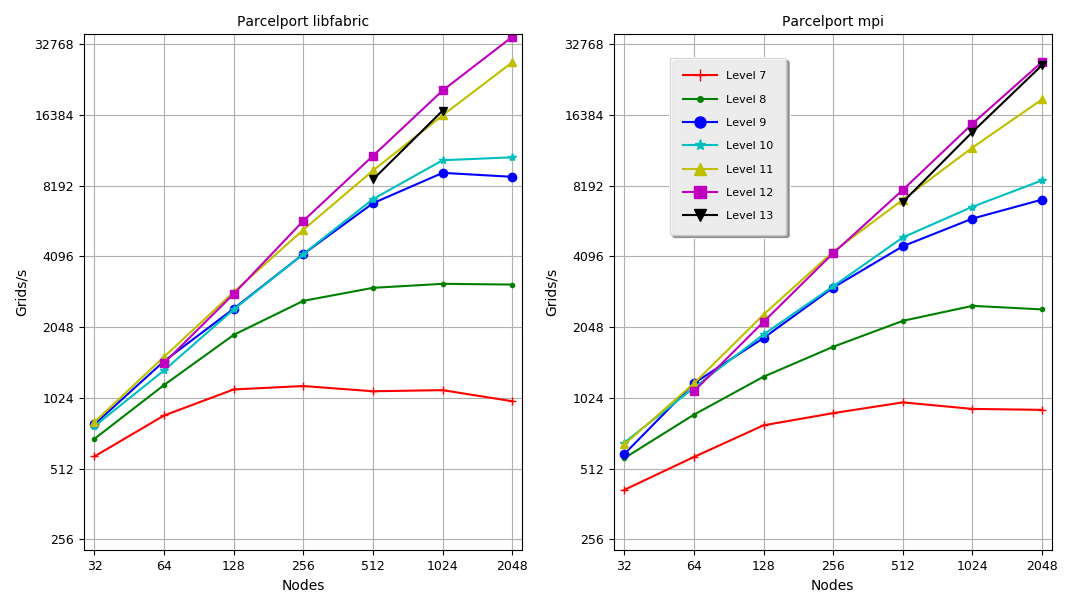 Parcelport libfabric
Grids/s
32768
16384
8192
4096
2048
1024
512
256
32 64 128 256 512 1024 2048
Nodes
Parcelport mpi
Grids/s
32768
16384
8192
4096
2048
1024
512
256
Level 7
Level 8
Level 9
Level 10
Level 11
Level 12
Level 13
32 64 128 256 512 1024 2048
Nodes